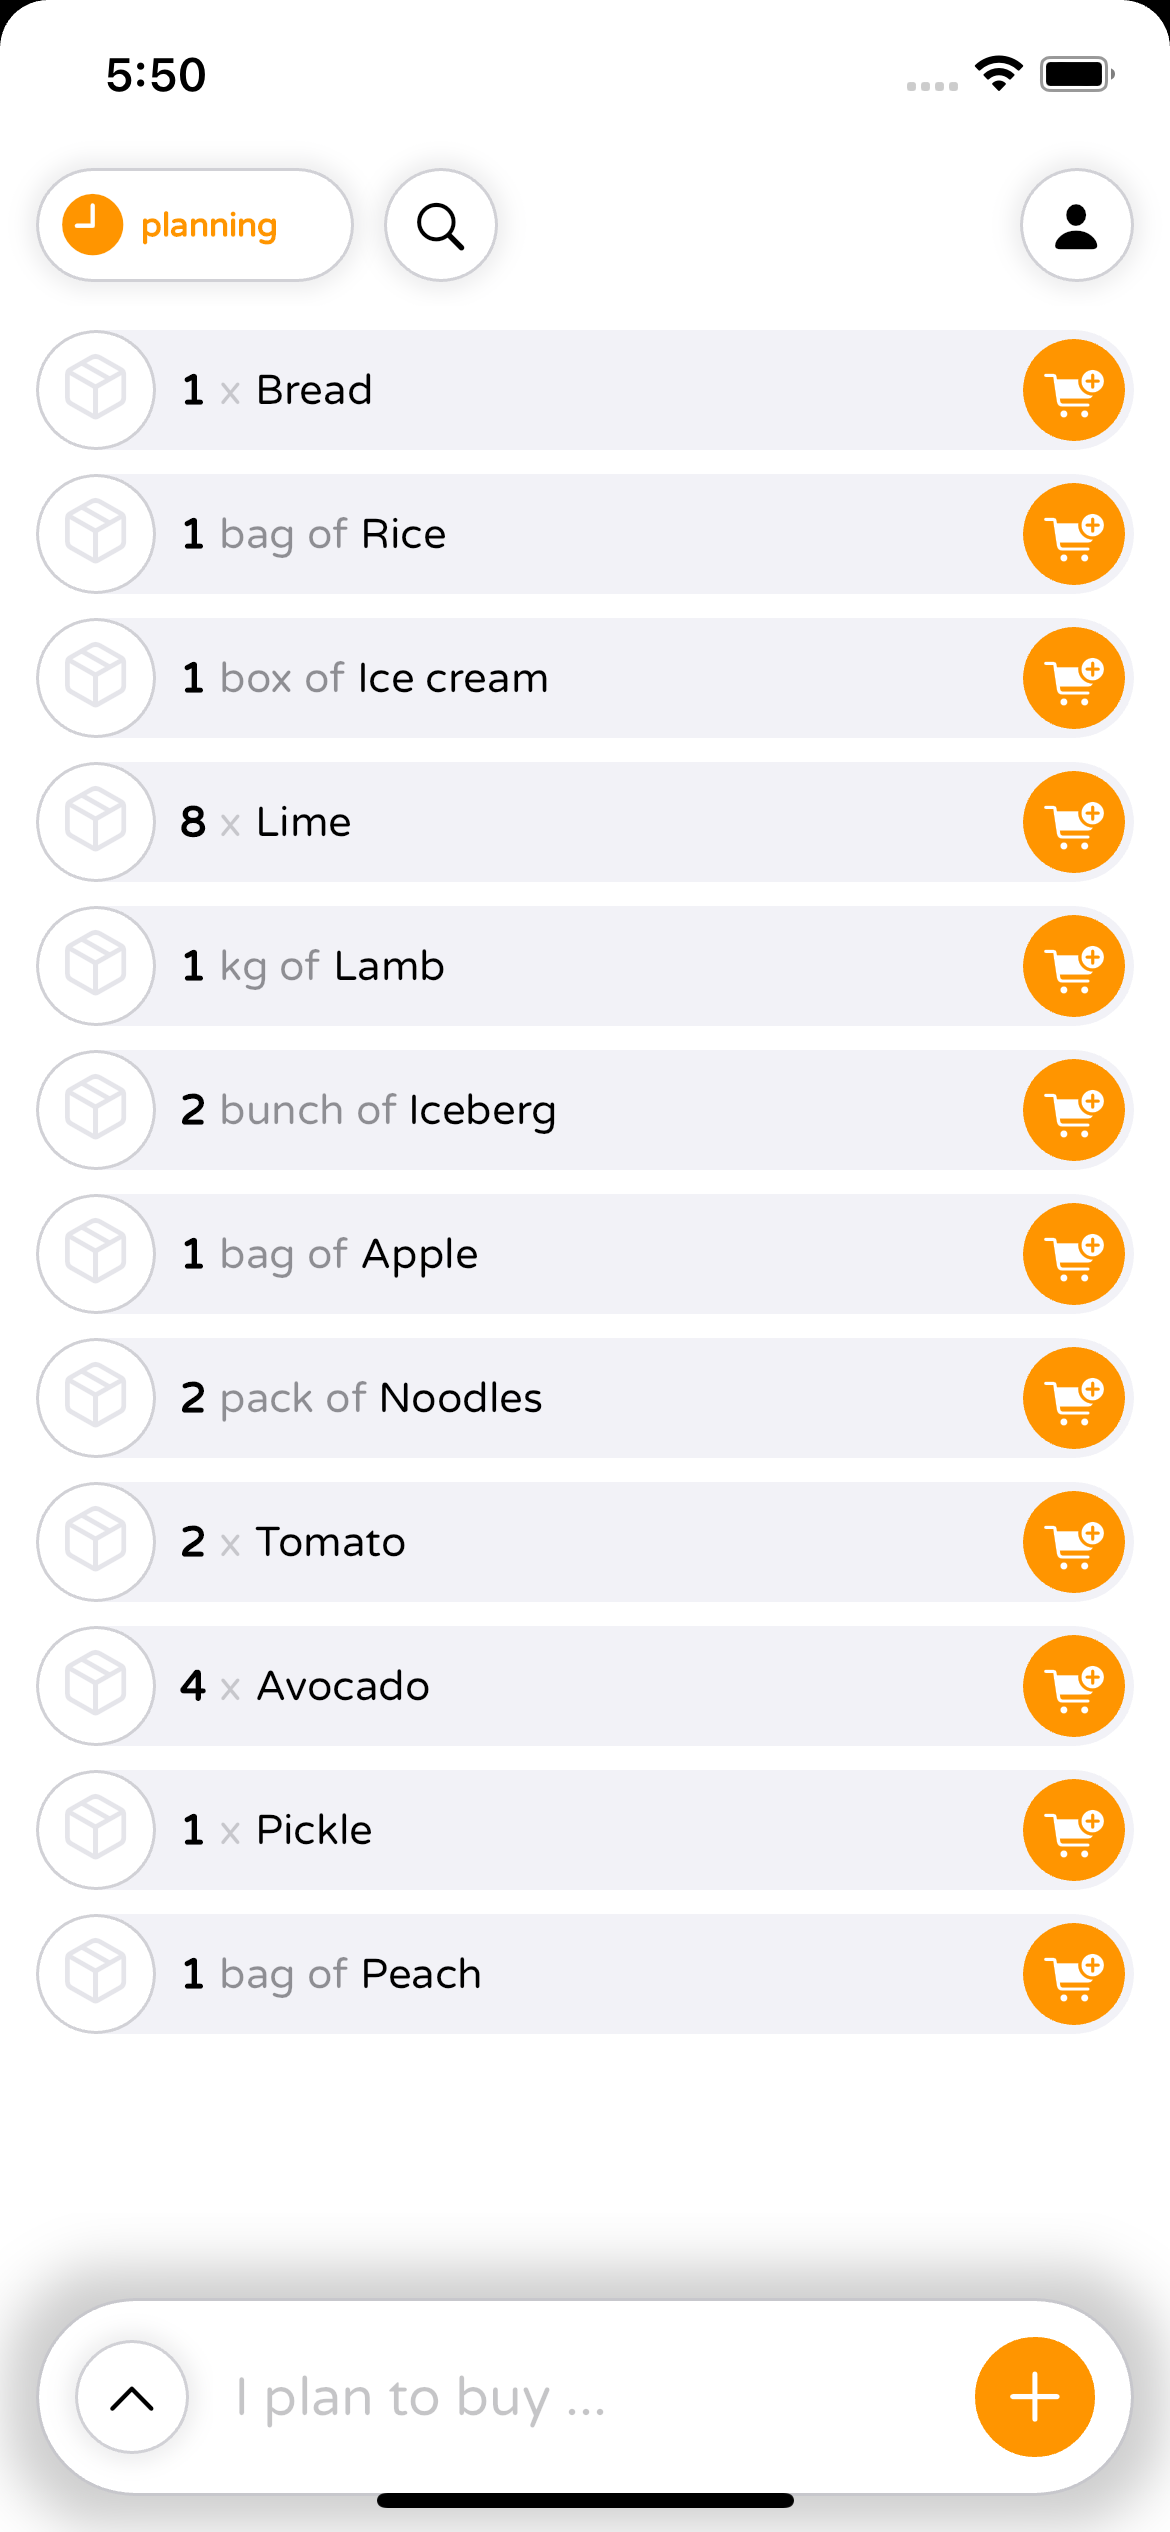 5:50
planning
1 x Bread
1 bag of Rice
1 box of Ice cream
8 x Lime
1 kg of Lamb
2 bunch of Iceberg
1 bag of Apple
2 pack of Noodles
2 x Tomato
4 x Avocado
1 x Pickle
1 bag of Peach
I plan to buy ...